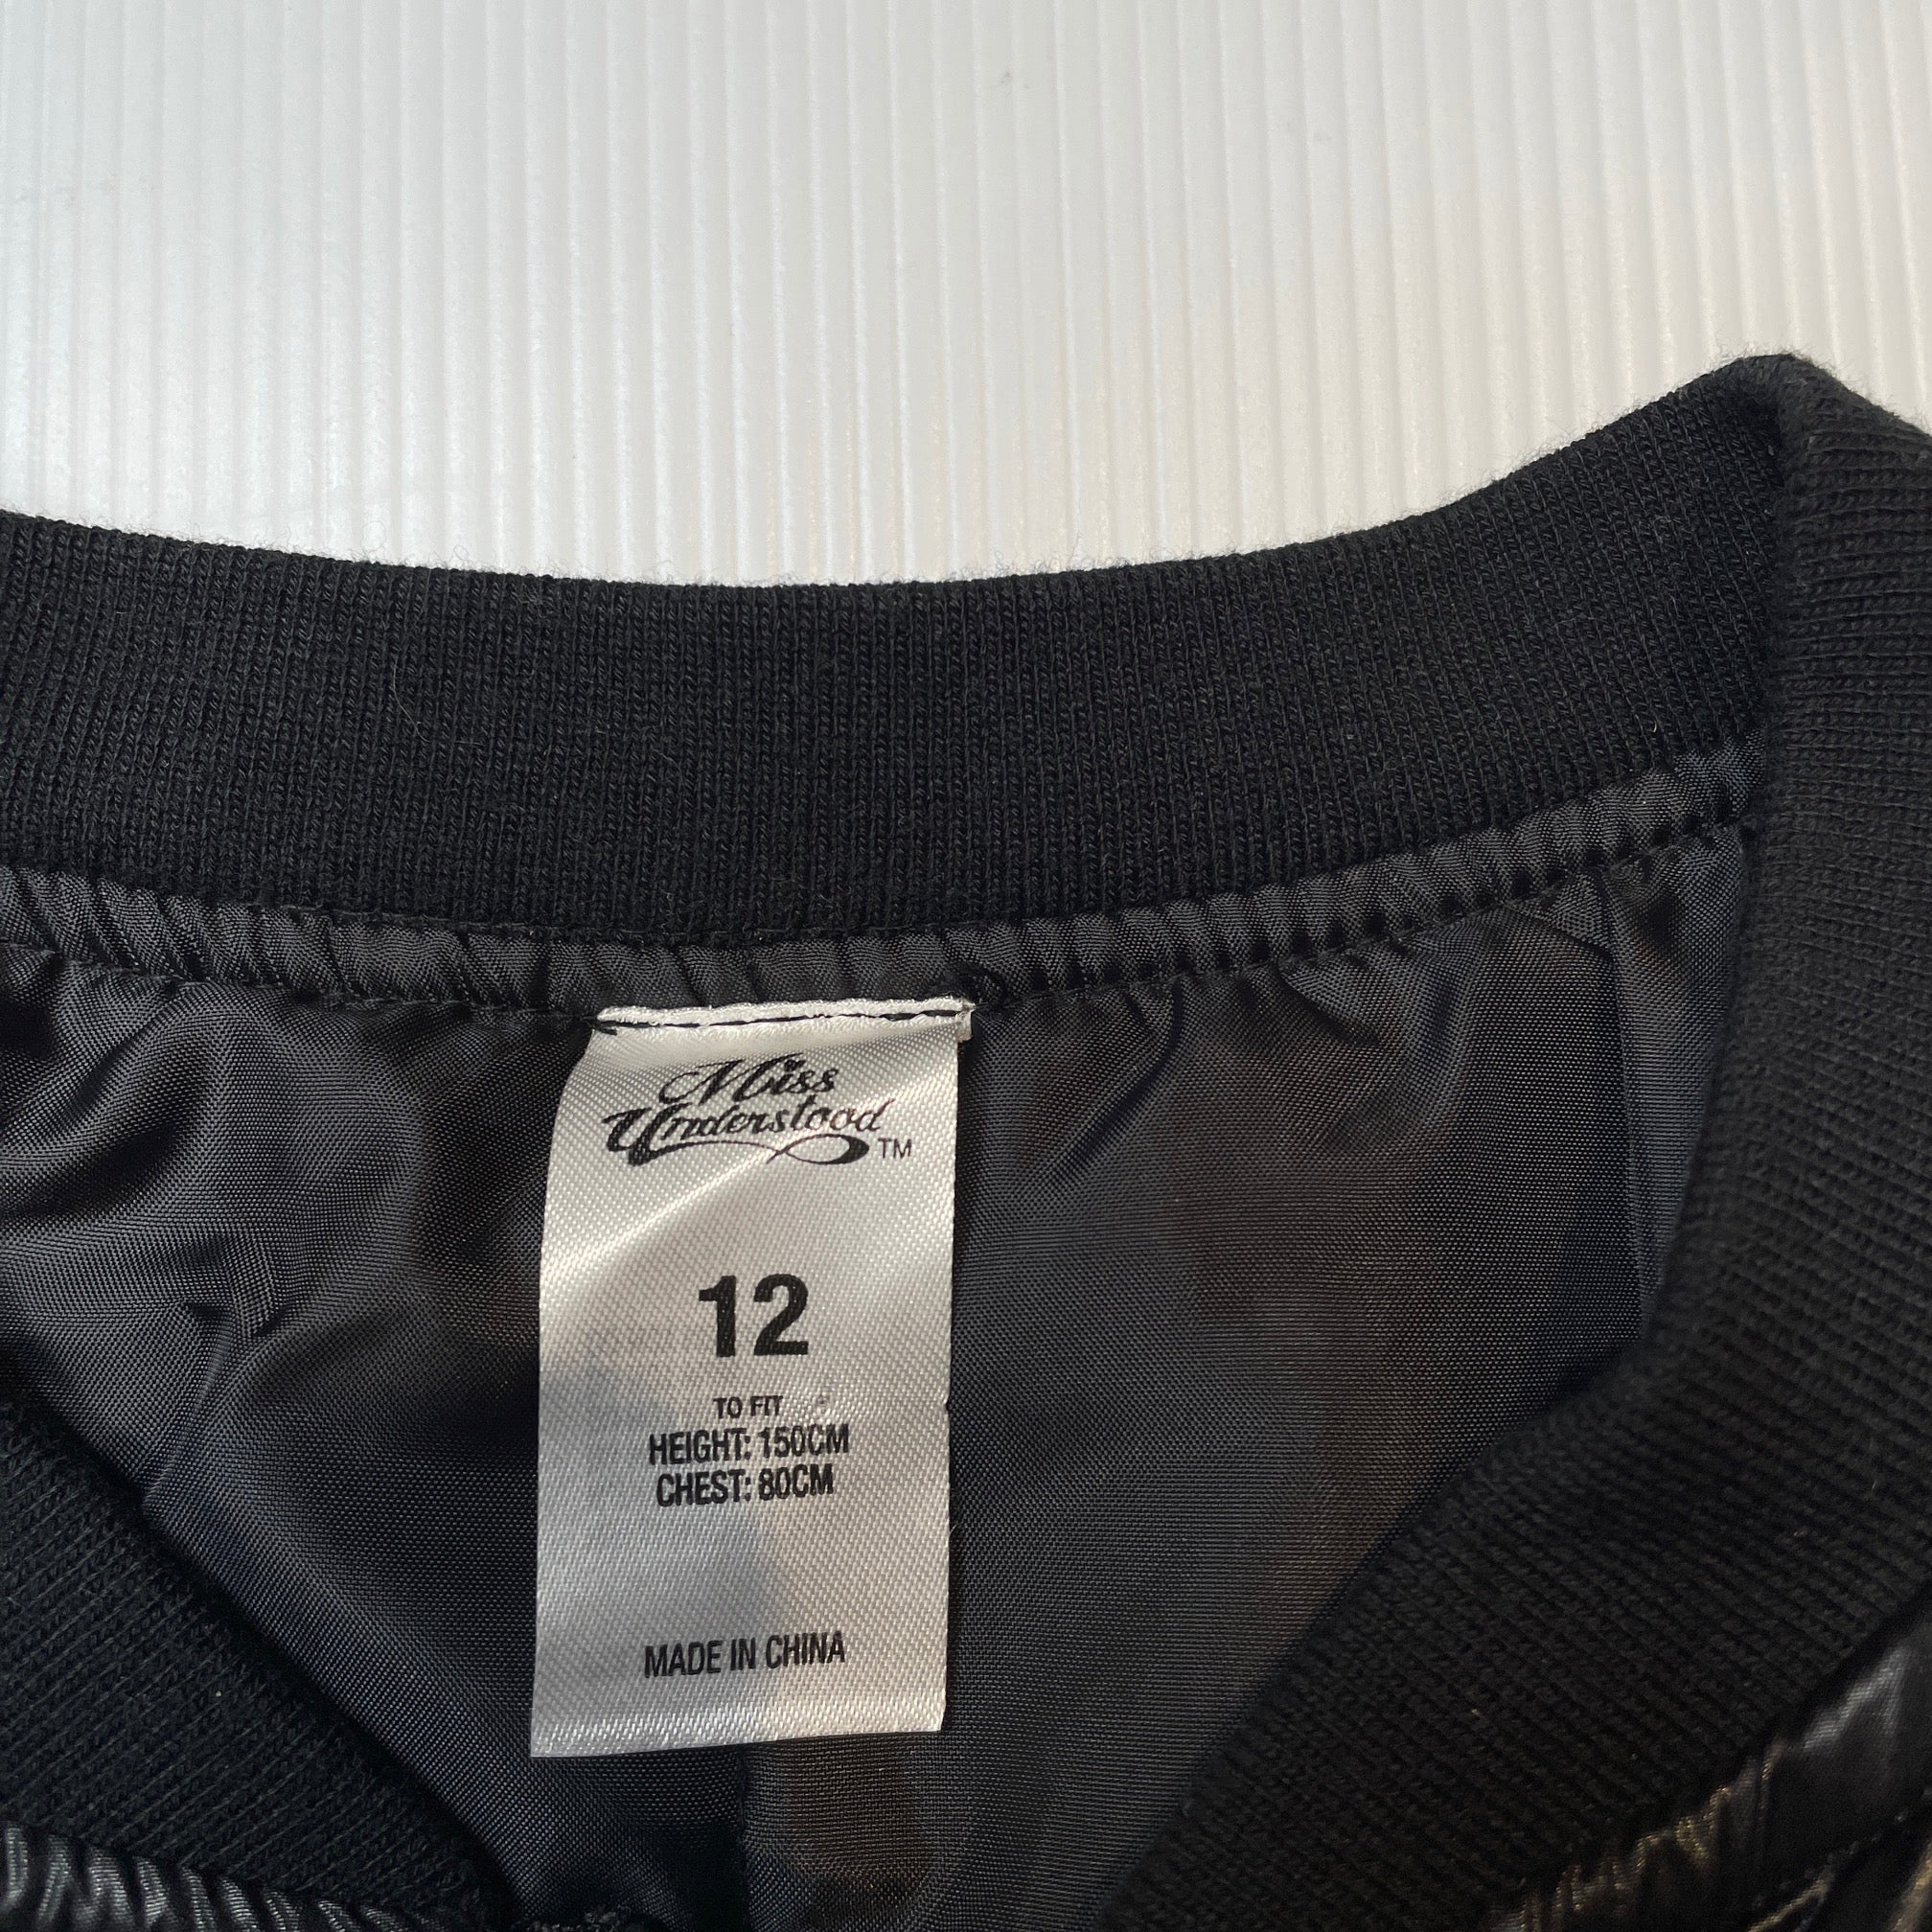 Miss
Understood TM
12
TO FIT
HEIGHT: 150CM
CHEST: 80CM
MADE IN CHINA